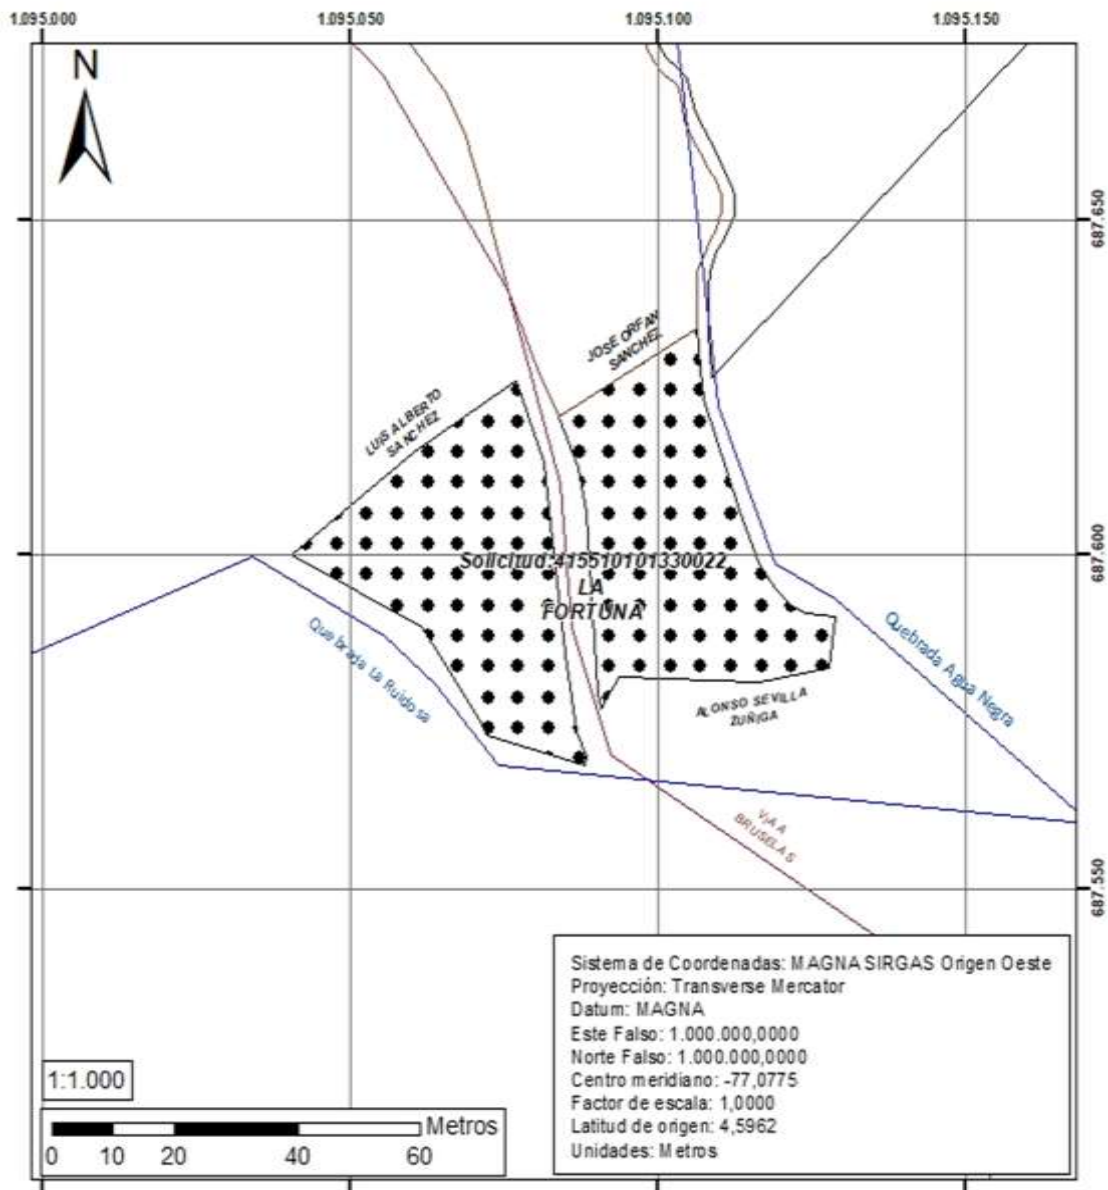 1.095.000 1.095.050 1.095.100 1.095.150
N
687.650
JOSE ORFAN
SANCHEZ
LUIS ALBERTO
SANCHEZ
687.600
Solicitud:415510101330022
LA
FORTUNA
Quebrada La Ruidosa
Quebrada Agua Negra
ALONSO SEVILLA
ZUÑIGA
VIA A
BRUSELAS
687.550
Sistema de Coordenadas: MAGNA SIRGAS Origen Oeste
Proyección: Transverse Mercator
Datum: MAGNA
Este Falso: 1.000.000,0000
Norte Falso: 1.000.000,0000
Centro meridiano: -77,0775
Factor de escala: 1,0000
Latitud de origen: 4,5962
Unidades: Metros
1:1.000
Metros
0 10 20 40 60